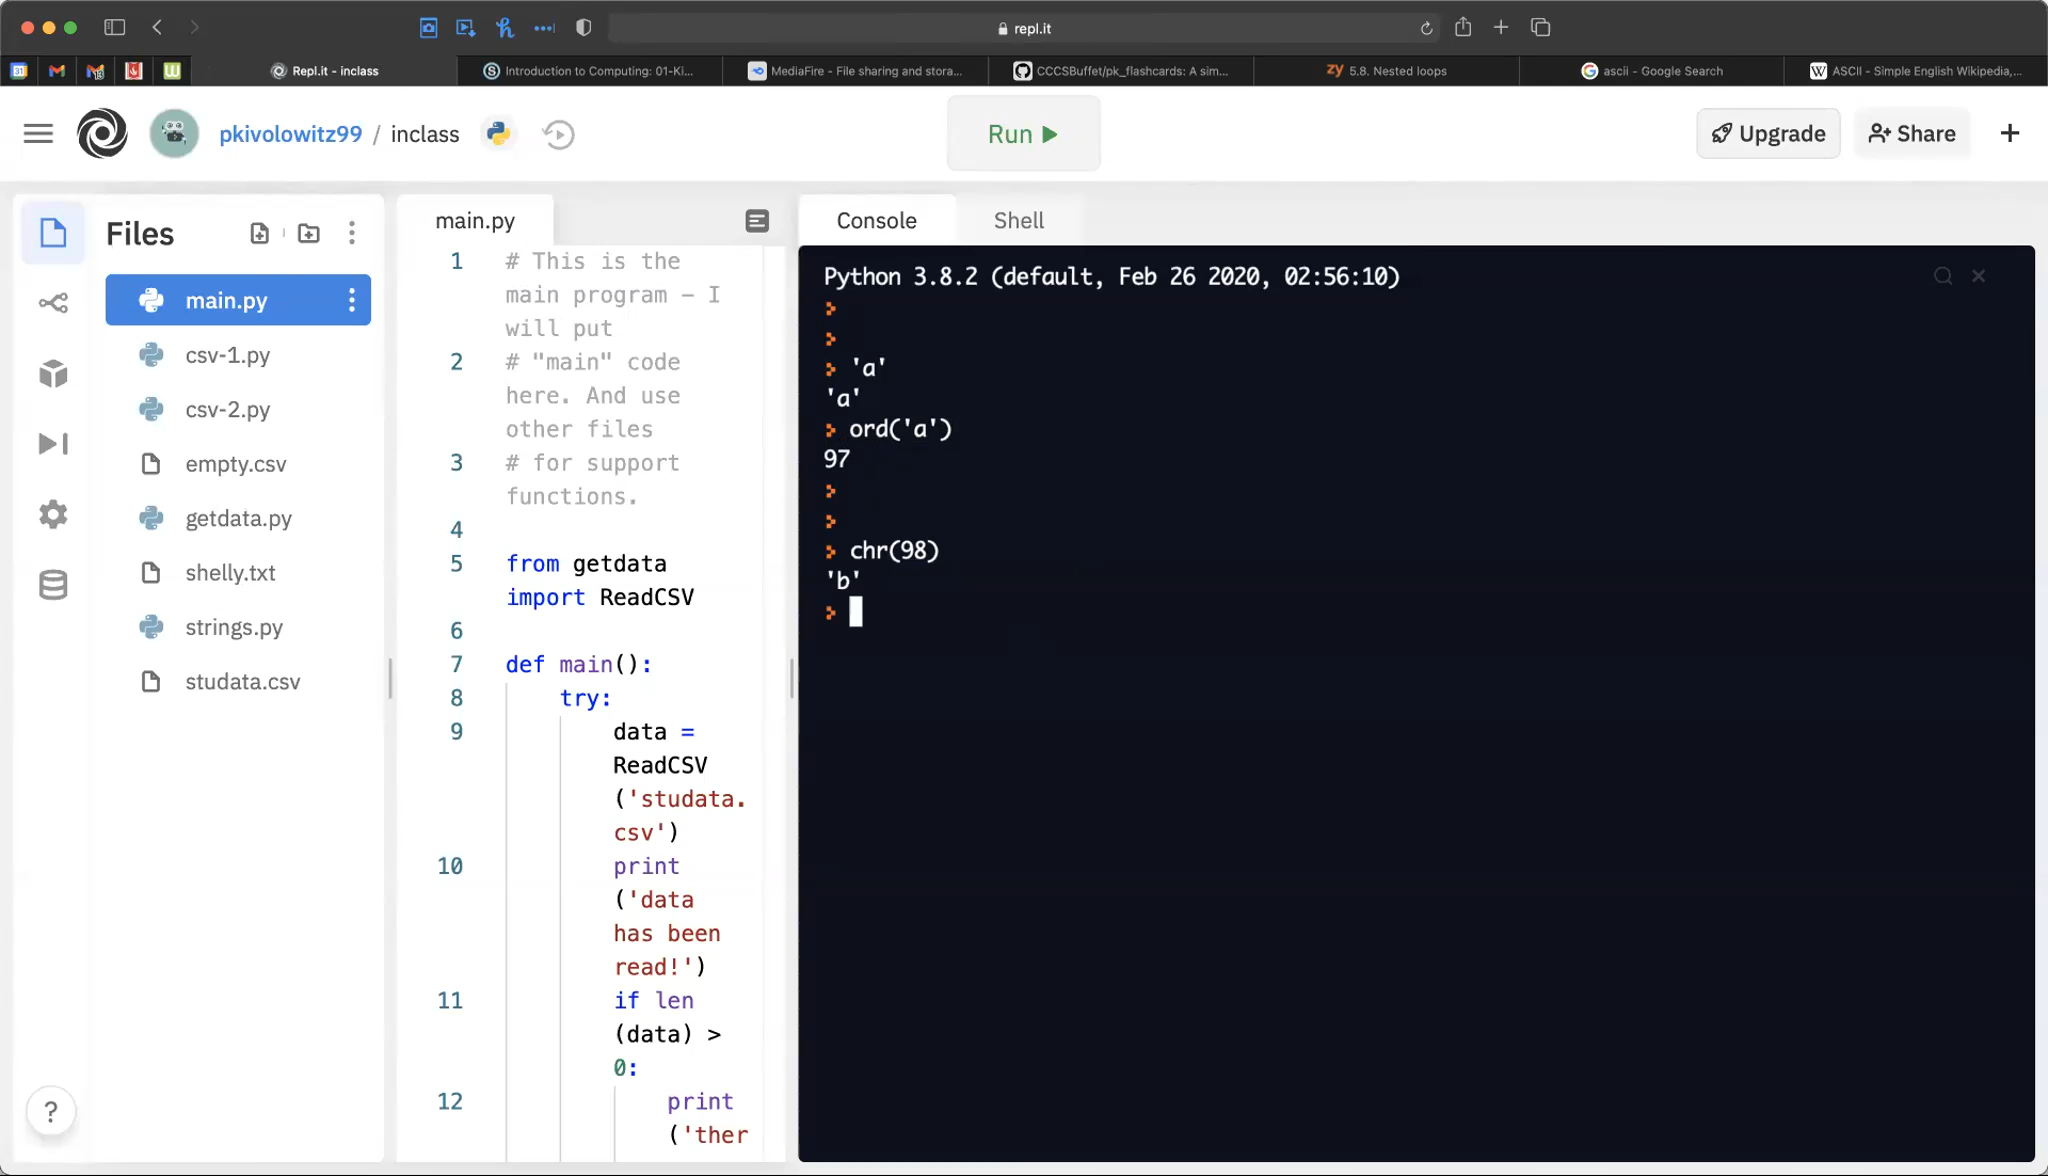 repl.it
Repl.it - inclass
Introduction to Computing: 01-Ki...
MediaFire - File sharing and stora...
CCCSBuffet/pk_flashcards: A sim...
zy 5.8. Nested loops
ascii - Google Search
W ASCII - Simple English Wikipedia,...
pkivolowitz99 / inclass
Run
Upgrade
Share
Files
main.py
csv-1.py
csv-2.py
empty.csv
getdata.py
shelly.txt
strings.py
studata.csv
?
main.py
1 # This is the
main program – I
will put
2 # "main" code
here. And use
other files
3 # for support
functions.
4
5 from getdata
import ReadCSV
6
7 def main():
8 try:
9 data =
ReadCSV
('studata.
csv')
10 print
('data
has been
read!')
11 if len
(data) >
0:
12 print
('ther
Console
Shell
Python 3.8.2 (default, Feb 26 2020, 02:56:10)
> 'a'
'a'
> ord('a')
97
> chr(98)
'b'